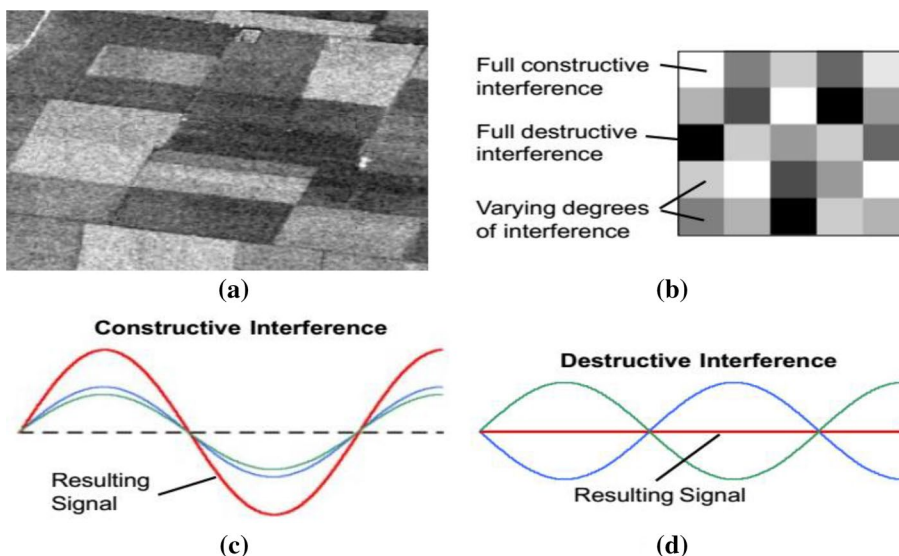 Full constructive
interference
Full destructive
interference
Varying degrees
of interference
(a)
(b)
Constructive Interference
Resulting
Signal
(c)
Destructive Interference
Resulting Signal
(d)